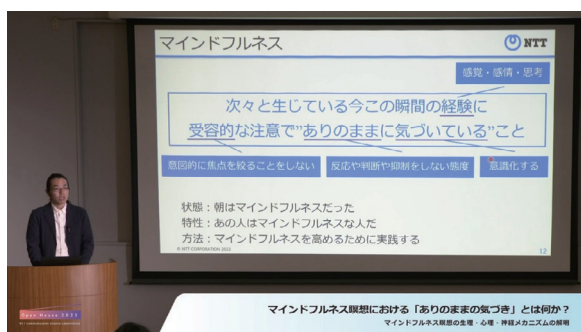 マインドフルネス
NTT
感覚・感情・思考
次々と生じている今この瞬間の経験に
受容的な注意で"ありのままに気づいている"こと
意図的に焦点を絞ることをしない
反応や判断や抑制をしない態度
意識化する
状態:朝はマインドフルネスだった
特性:あの人はマインドフルネスな人だ
方法:マインドフルネスを高めるために実践する
© NTT CORPORATION 2023
12
Open House 2023
マインドフルネス瞑想における「ありのままの気づき」とは何か?
マインドフルネス瞑想の生理・心理・神経メカニズムの解明